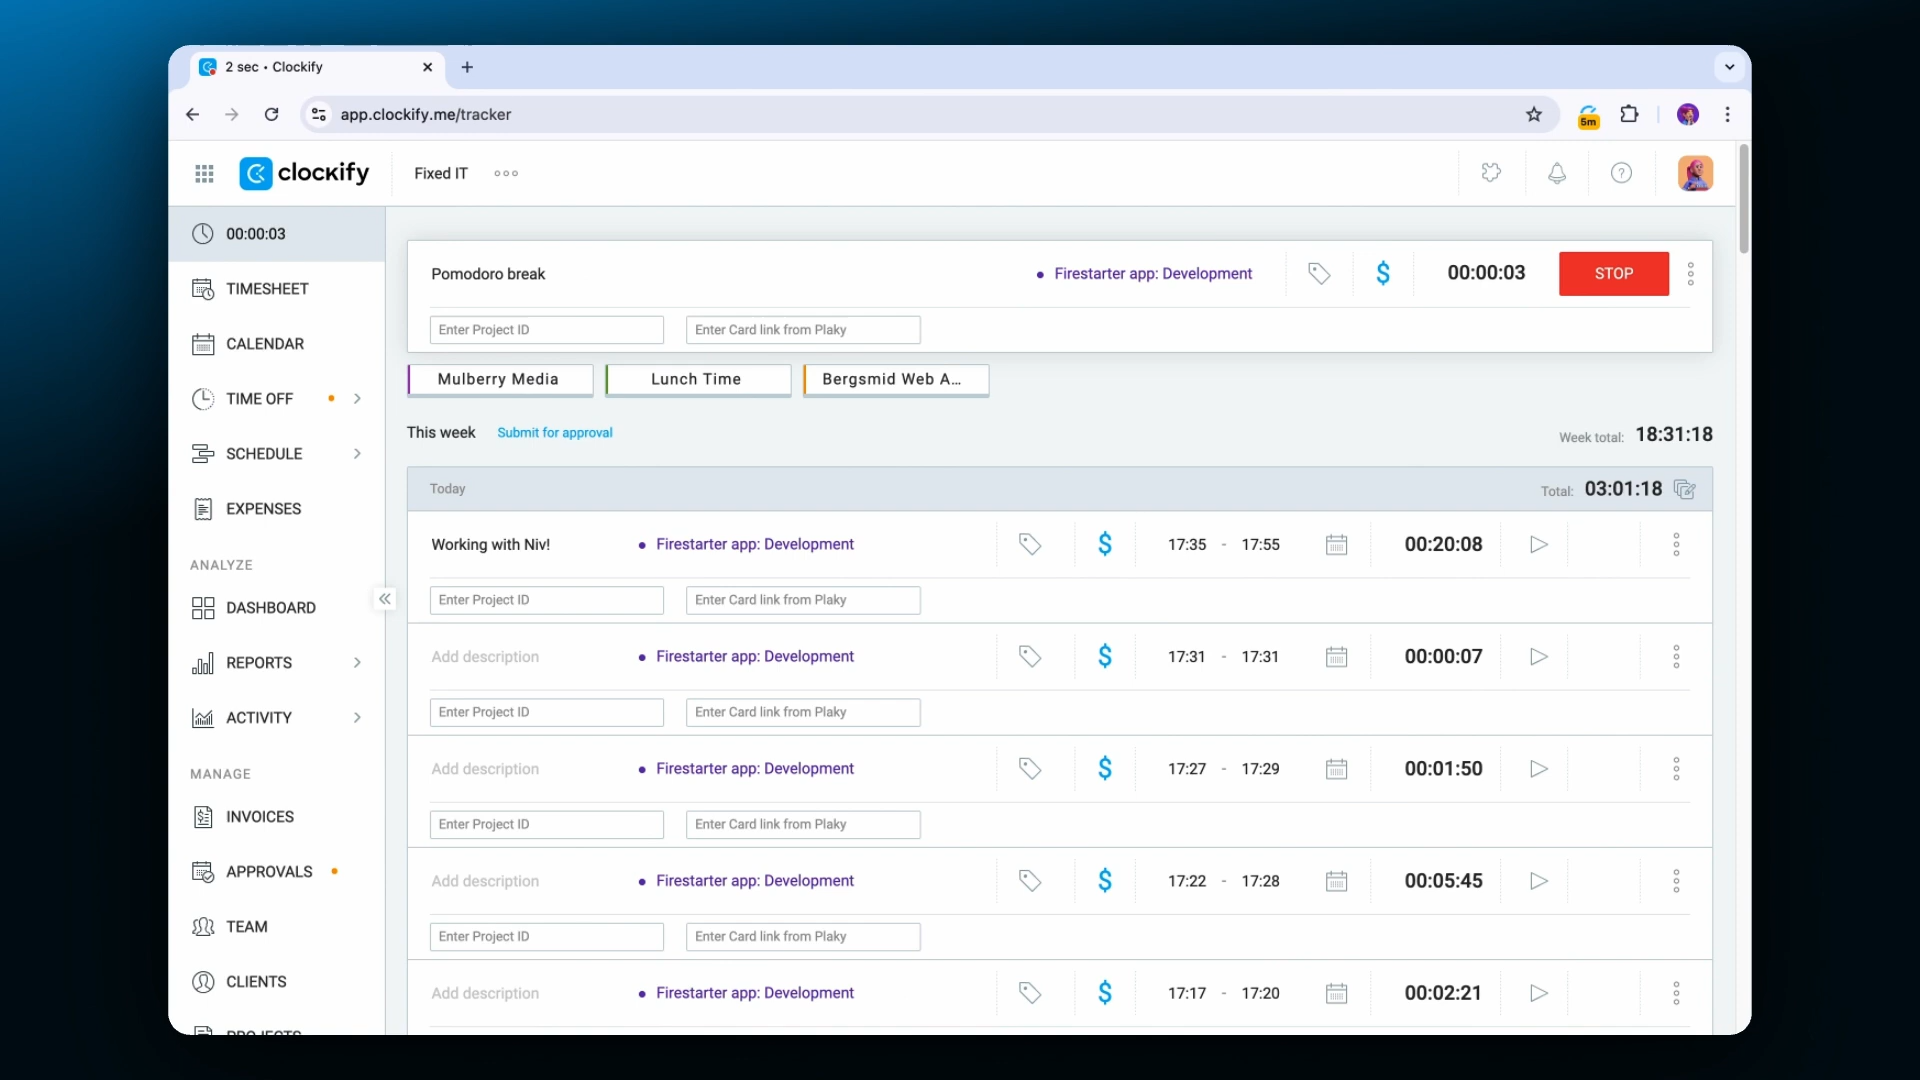 2 sec • Clockify
app.clockify.me/tracker
5m
clockify
Fixed IT
?
00:00:03
TIMESHEET
CALENDAR
TIME OFF
SCHEDULE
EXPENSES
ANALYZE
DASHBOARD
REPORTS
ACTIVITY
MANAGE
INVOICES
APPROVALS
TEAM
CLIENTS
PROJECTS
Pomodoro break
Firestarter app: Development
$
00:00:03
STOP
Enter Project ID
Enter Card link from Plaky
Mulberry Media
Lunch Time
Bergsmid Web A...
This week
Submit for approval
Week total: 18:31:18
Today
Total: 03:01:18
Working with Niv!
Firestarter app: Development
$
17:35 - 17:55
00:20:08
Enter Project ID
Enter Card link from Plaky
Add description
Firestarter app: Development
$
17:31 - 17:31
00:00:07
Enter Project ID
Enter Card link from Plaky
Add description
Firestarter app: Development
$
17:27 - 17:29
00:01:50
Enter Project ID
Enter Card link from Plaky
Add description
Firestarter app: Development
$
17:22 - 17:28
00:05:45
Enter Project ID
Enter Card link from Plaky
Add description
Firestarter app: Development
$
17:17 - 17:20
00:02:21